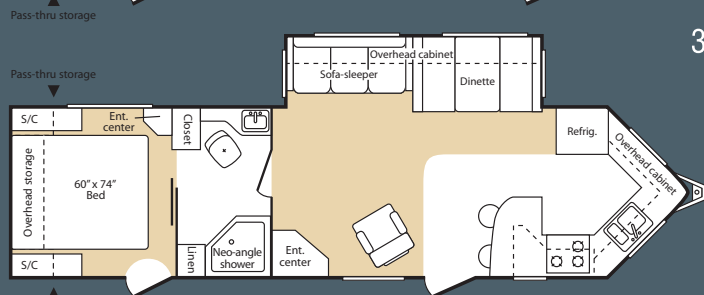 Pass-thru storage
3
Pass-thru storage
Overhead cabinet
Sofa-sleeper
Dinette
S/C
Ent.
center
Closet
Refrig.
Overhead cabinet
Overhead storage
60” x 74”
Bed
S/C
Linen
Neo-angle
shower
Ent.
center